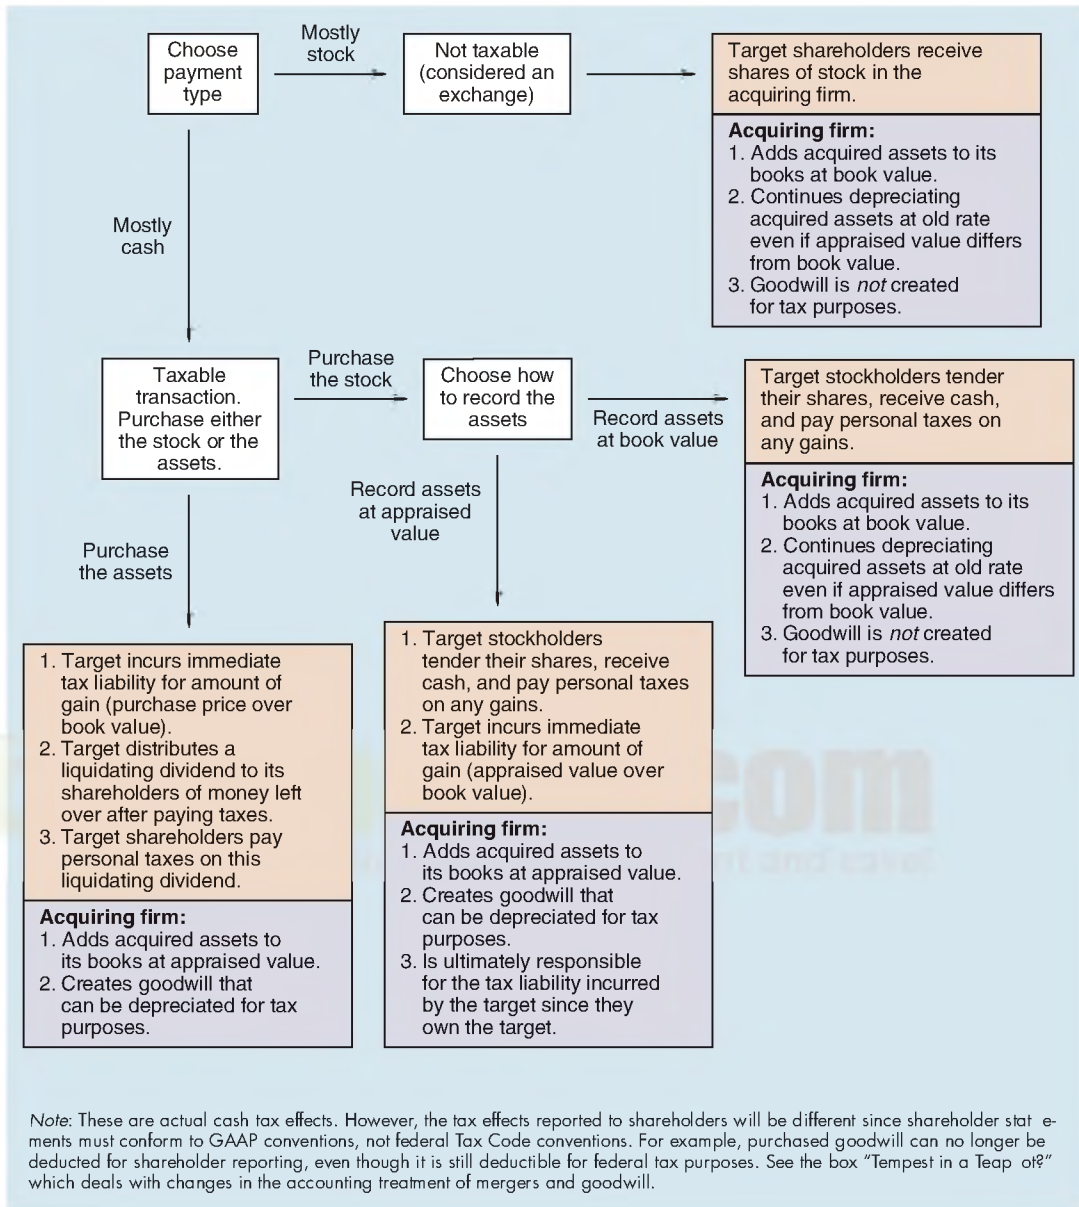 Choose
payment
type
Mostly
stock
Not taxable
(considered an
exchange)
Target shareholders receive
shares of stock in the
acquiring firm.
Acquiring firm:
1. Adds acquired assets to its
books at book value.
2. Continues depreciating
acquired assets at old rate
even if appraised value differs
from book value.
3. Goodwill is not created
for tax purposes.
Mostly
cash
Taxable
transaction.
Purchase either
the stock or the
assets.
Purchase
the stock
Choose how
to record the
assets
Record assets
at book value
Target stockholders tender
their shares, receive cash,
and pay personal taxes on
any gains.
Acquiring firm:
1. Adds acquired assets to its
books at book value.
2. Continues depreciating
acquired assets at old rate
even if appraised value differs
from book value.
3. Goodwill is not created
for tax purposes.
Record assets
at appraised
value
Purchase
the assets
1. Target incurs immediate
tax liability for amount of
gain (purchase price over
book value).
2. Target distributes a
liquidating dividend to its
shareholders of money left
over after paying taxes.
3. Target shareholders pay
personal taxes on this
liquidating dividend.
Acquiring firm:
1. Adds acquired assets to
its books at appraised value.
2. Creates goodwill that
can be depreciated for tax
purposes.
1. Target stockholders
tender their shares, receive
cash, and pay personal taxes
on any gains.
2. Target incurs immediate
tax liability for amount of
gain (appraised value over
book value).
Acquiring firm:
1. Adds acquired assets to
its books at appraised value.
2. Creates goodwill that
can be depreciated for tax
purposes.
3. Is ultimately responsible
for the tax liability incurred
by the target since they
own the target.
com
Note: These are actual cash tax effects. However, the tax effects reported to shareholders will be different since shareholder stat e-
ments must conform to GAAP conventions, not federal Tax Code conventions. For example, purchased goodwill can no longer be
deducted for shareholder reporting, even though it is still deductible for federal tax purposes. See the box "Tempest in a Teap ot?"
which deals with changes in the accounting treatment of mergers and goodwill.